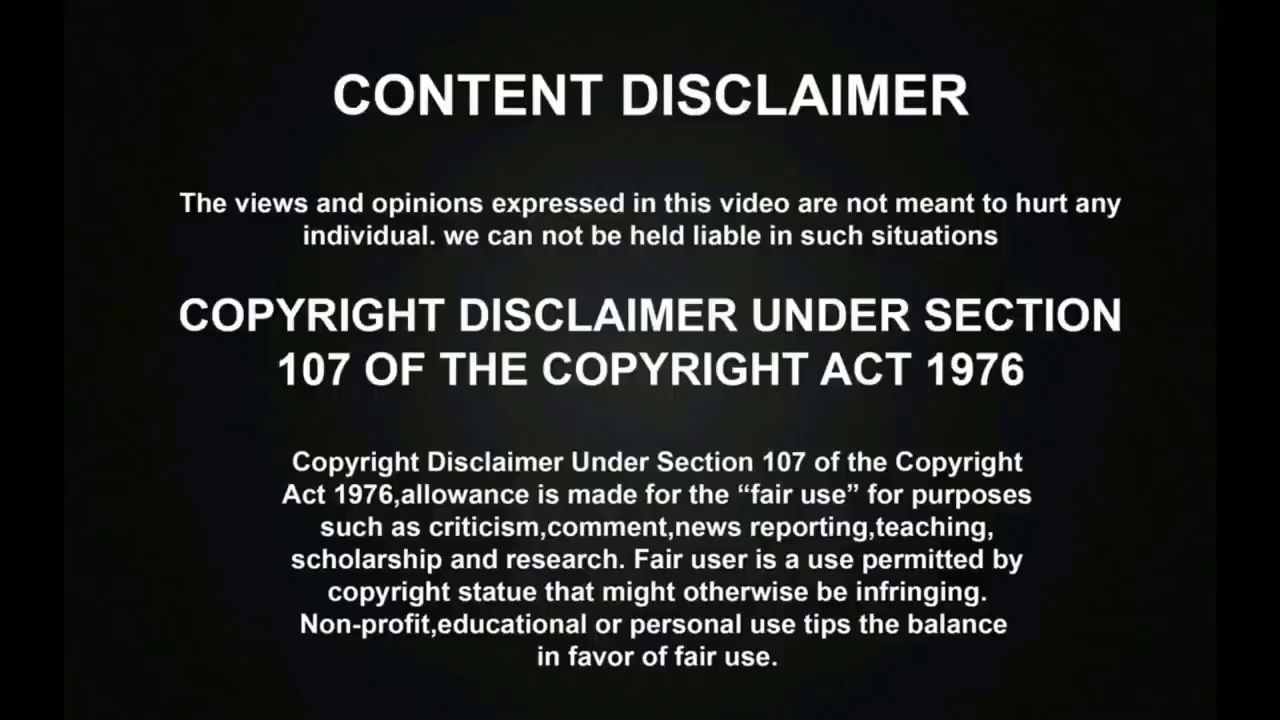 CONTENT DISCLAIMER
The views and opinions expressed in this video are not meant to hurt any
individual. we can not be held liable in such situations
COPYRIGHT DISCLAIMER UNDER SECTION
107 OF THE COPYRIGHT ACT 1976
Copyright Disclaimer Under Section 107 of the Copyright
Act 1976,allowance is made for the “fair use” for purposes
such as criticism,comment,news reporting,teaching,
scholarship and research. Fair user is a use permitted by
copyright statue that might otherwise be infringing.
Non-profit,educational or personal use tips the balance
in favor of fair use.